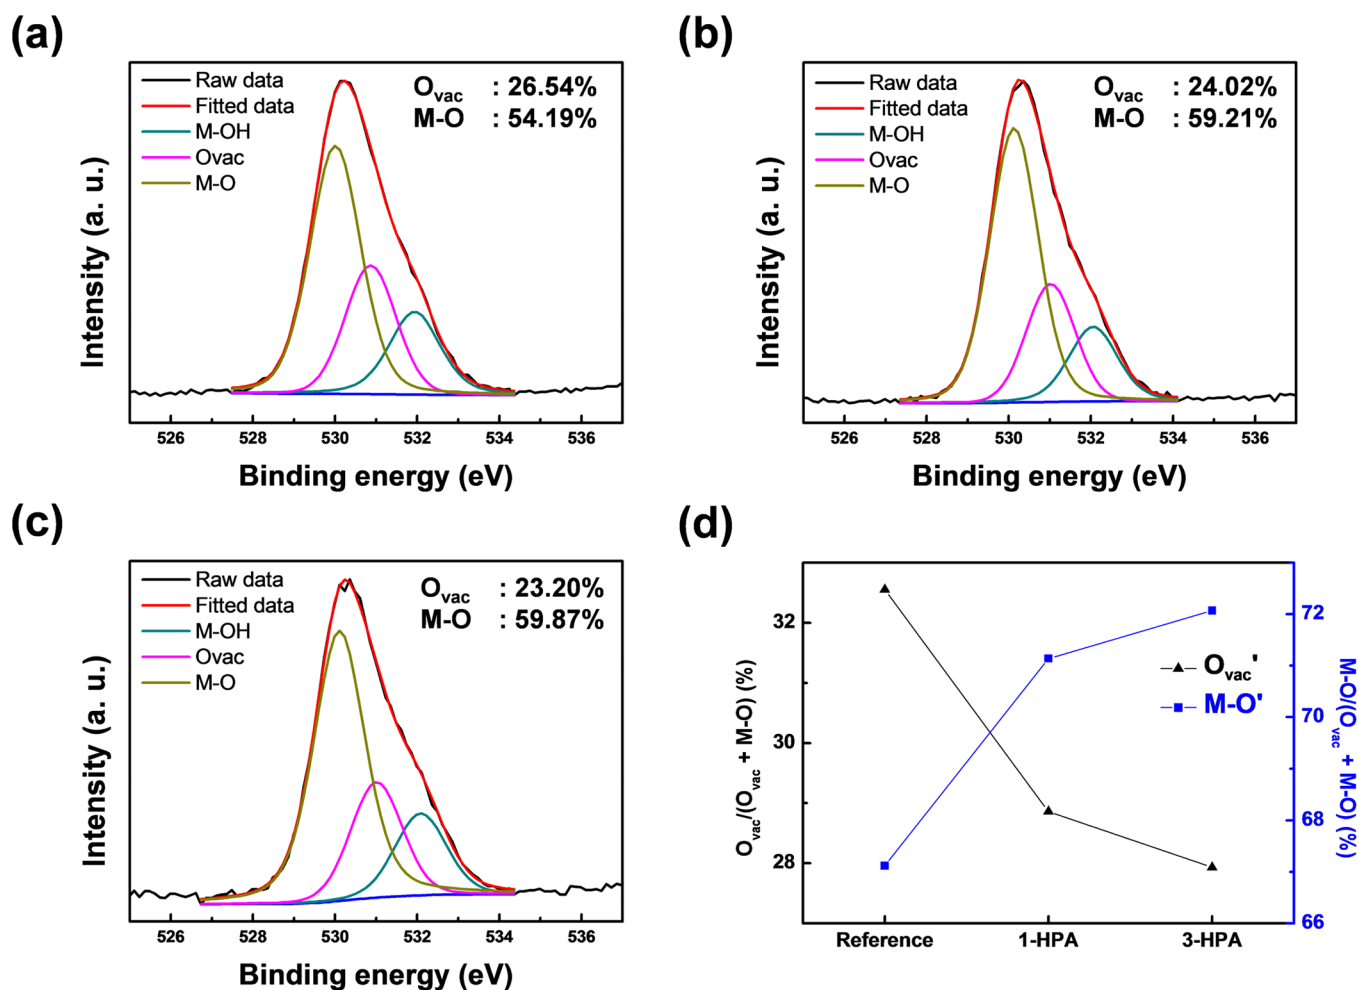 (a)
Raw data
Fitted data
M-OH
Ovac
M-O
Ovac : 26.54%
M-O : 54.19%
Intensity (a. u.)
526 528 530 532 534 536
Binding energy (eV)
(b)
Raw data
Fitted data
M-OH
Ovac
M-O
Ovac : 24.02%
M-O : 59.21%
Intensity (a. u.)
526 528 530 532 534 536
Binding energy (eV)
(c)
Raw data
Fitted data
M-OH
Ovac
M-O
Ovac : 23.20%
M-O : 59.87%
Intensity (a. u.)
526 528 530 532 534 536
Binding energy (eV)
(d)
Ovac/(Ovac + M-O) (%)
32
30
28
Ovac'
M-O'
Reference 1-HPA 3-HPA
72
70
68
66
M-O/(Ovac + M-O) (%)